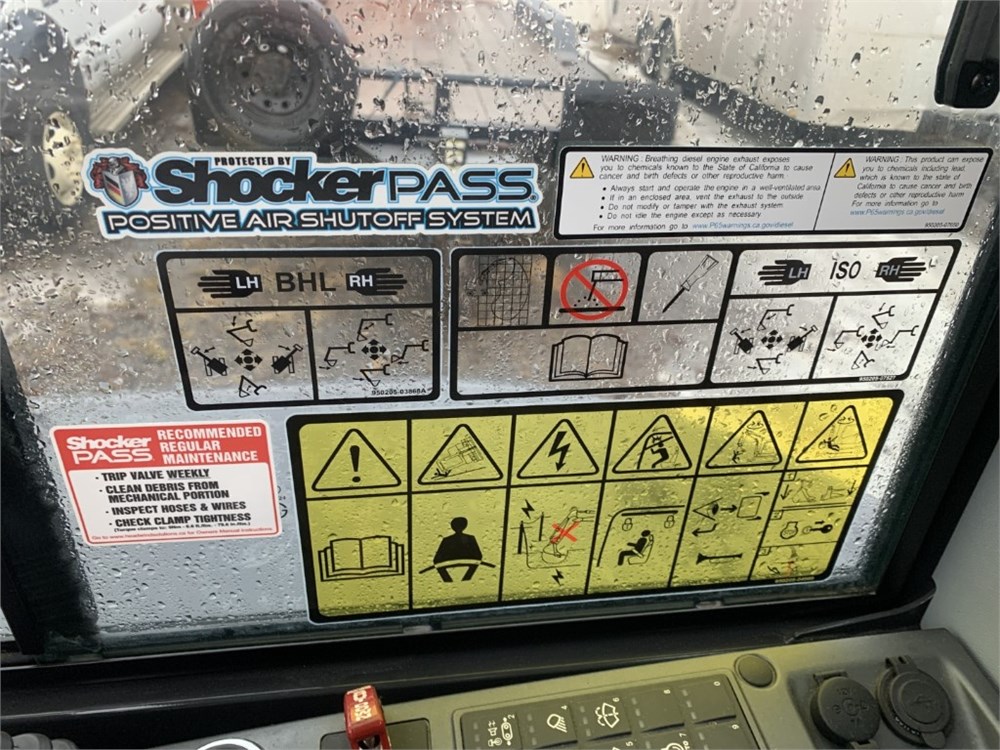 PROTECTED BY
Shocker PASS
POSITIVE AIR SHUTOFF SYSTEM
WARNING: Breathing diesel engine exhaust exposes
you to chemicals known to the State of California to cause
cancer and birth defects or other reproductive harm.
• Always start and operate the engine in a well-ventilated area
• If in an enclosed area, vent the exhaust to the outside
• Do not modify or tamper with the exhaust system
• Do not idle the engine except as necessary
For more information go to www.P65warnings.ca.gov/diesel
WARNING: This product can expose
you to chemicals including lead
which is known to the state of
California to cause cancer and birth
defects or other reproductive harm
For more information go to
www.P65warnings.ca.gov/diesel
LH BHL RH
950205-03868A
LH ISO RH
Shocker
PASS
RECOMMENDED
REGULAR
MAINTENANCE
- TRIP VALVE WEEKLY
- CLEAN DEBRIS FROM
MECHANICAL PORTION
- INSPECT HOSES & WIRES
- CHECK CLAMP TIGHTNESS